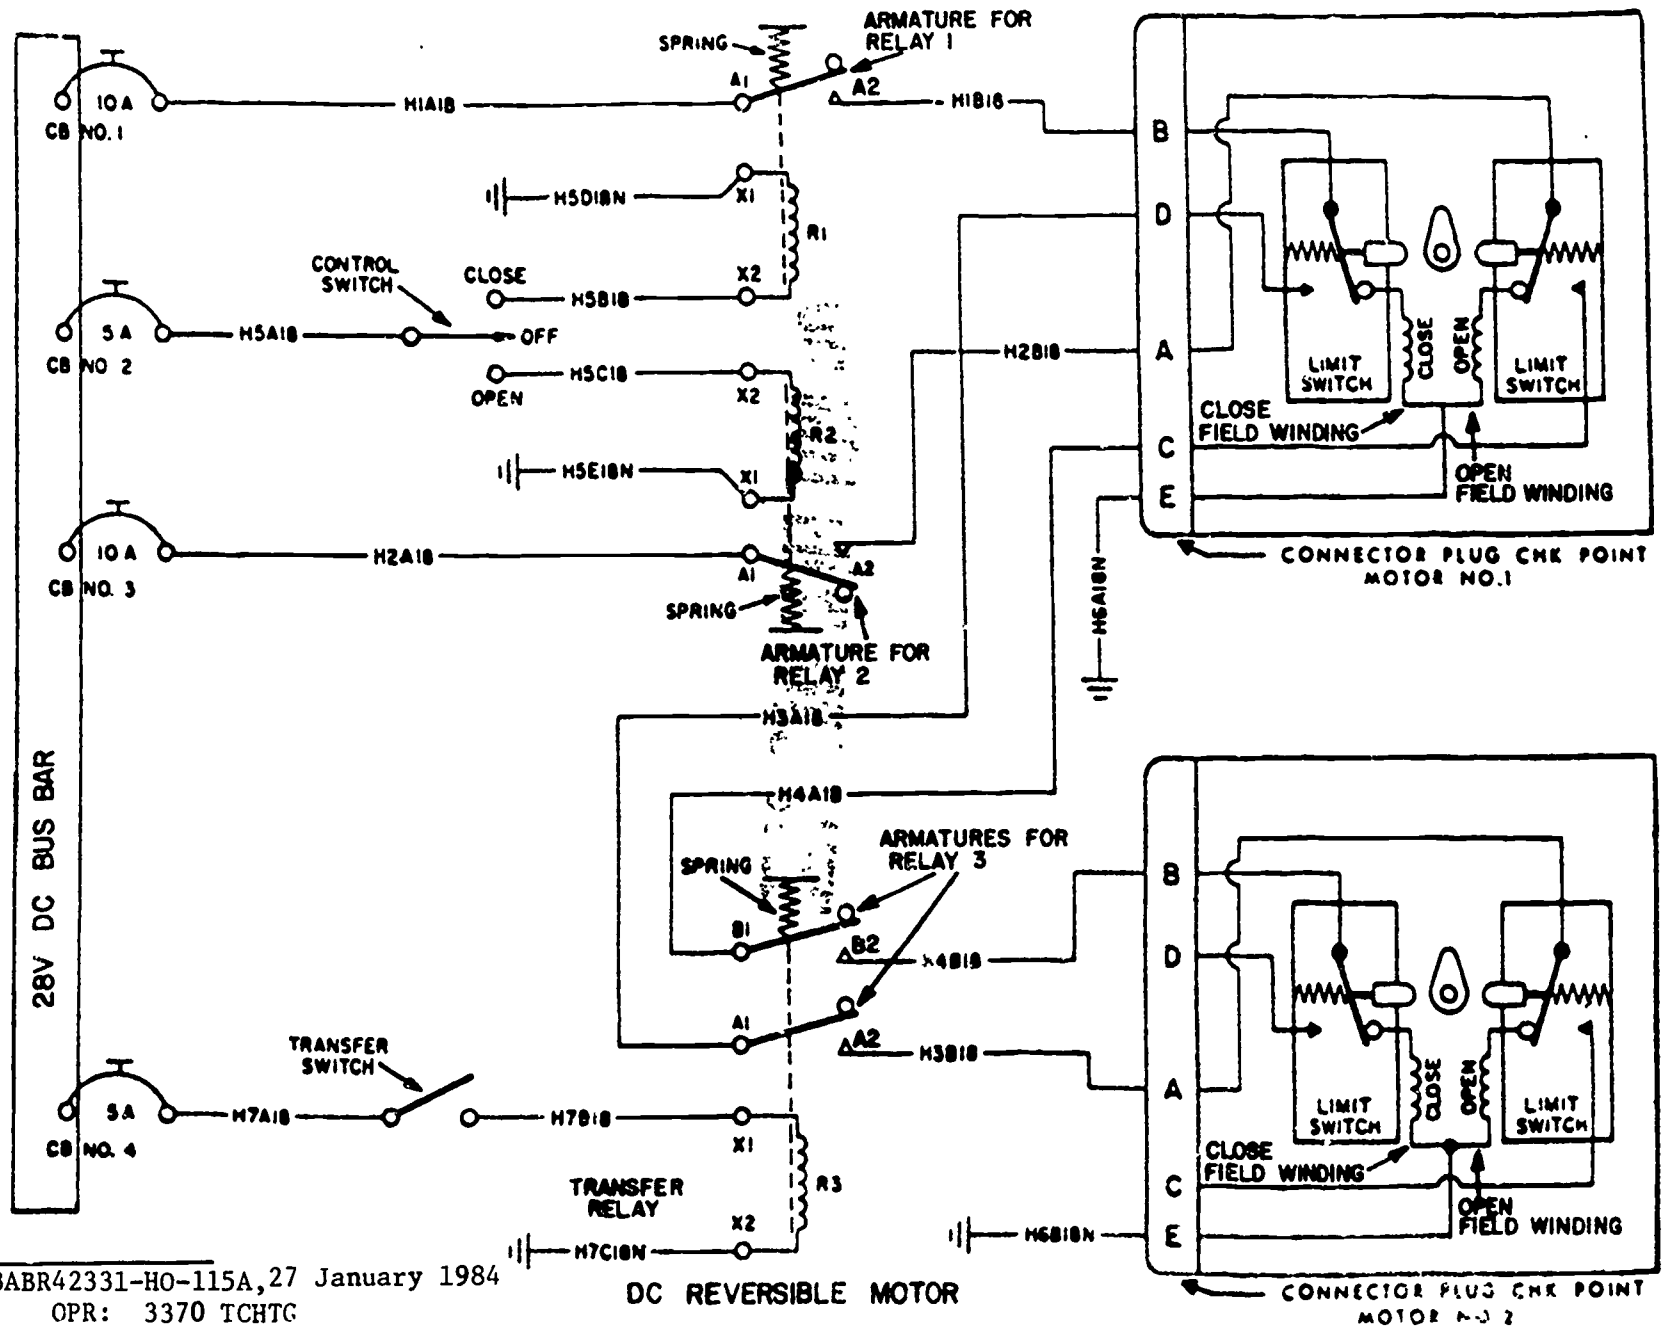 ARMATURE FOR
RELAY 1
SPRING
A1
A2
10 A
CB NO. 1
H1A18
H1B18
B
H5D18N
X1
R1
D
CONTROL
SWITCH
CLOSE
X2
H5B18
5 A
CB NO 2
H5A18
OFF
H2B18
A
LIMIT
SWITCH
CLOSE
OPEN
LIMIT
SWITCH
H5C18
OPEN
X2
R2
CLOSE
FIELD WINDING
C
H5E18N
X1
E
OPEN
FIELD WINDING
10 A
CB NO. 3
H2A18
A1
A2
SPRING
ARMATURE FOR
RELAY 2
CONNECTOR PLUG CHK POINT
MOTOR NO.1
H6A18N
H3A18
H4A18
28V DC BUS BAR
ARMATURES FOR
RELAY 3
SPRING
B1
B2
H4B18
B
D
A1
A2
H3B18
A
TRANSFER
SWITCH
5 A
CB NO. 4
H7A18
H7B18
X1
LIMIT
SWITCH
CLOSE
OPEN
LIMIT
SWITCH
CLOSE
FIELD WINDING
R3
TRANSFER
RELAY
C
X2
OPEN
FIELD WINDING
H7C18N
H6B18N
E
3ABR42331-HO-115A, 27 January 1984
OPR: 3370 TCHTG
DC REVERSIBLE MOTOR
CONNECTOR PLUG CHK POINT
MOTOR NO 2